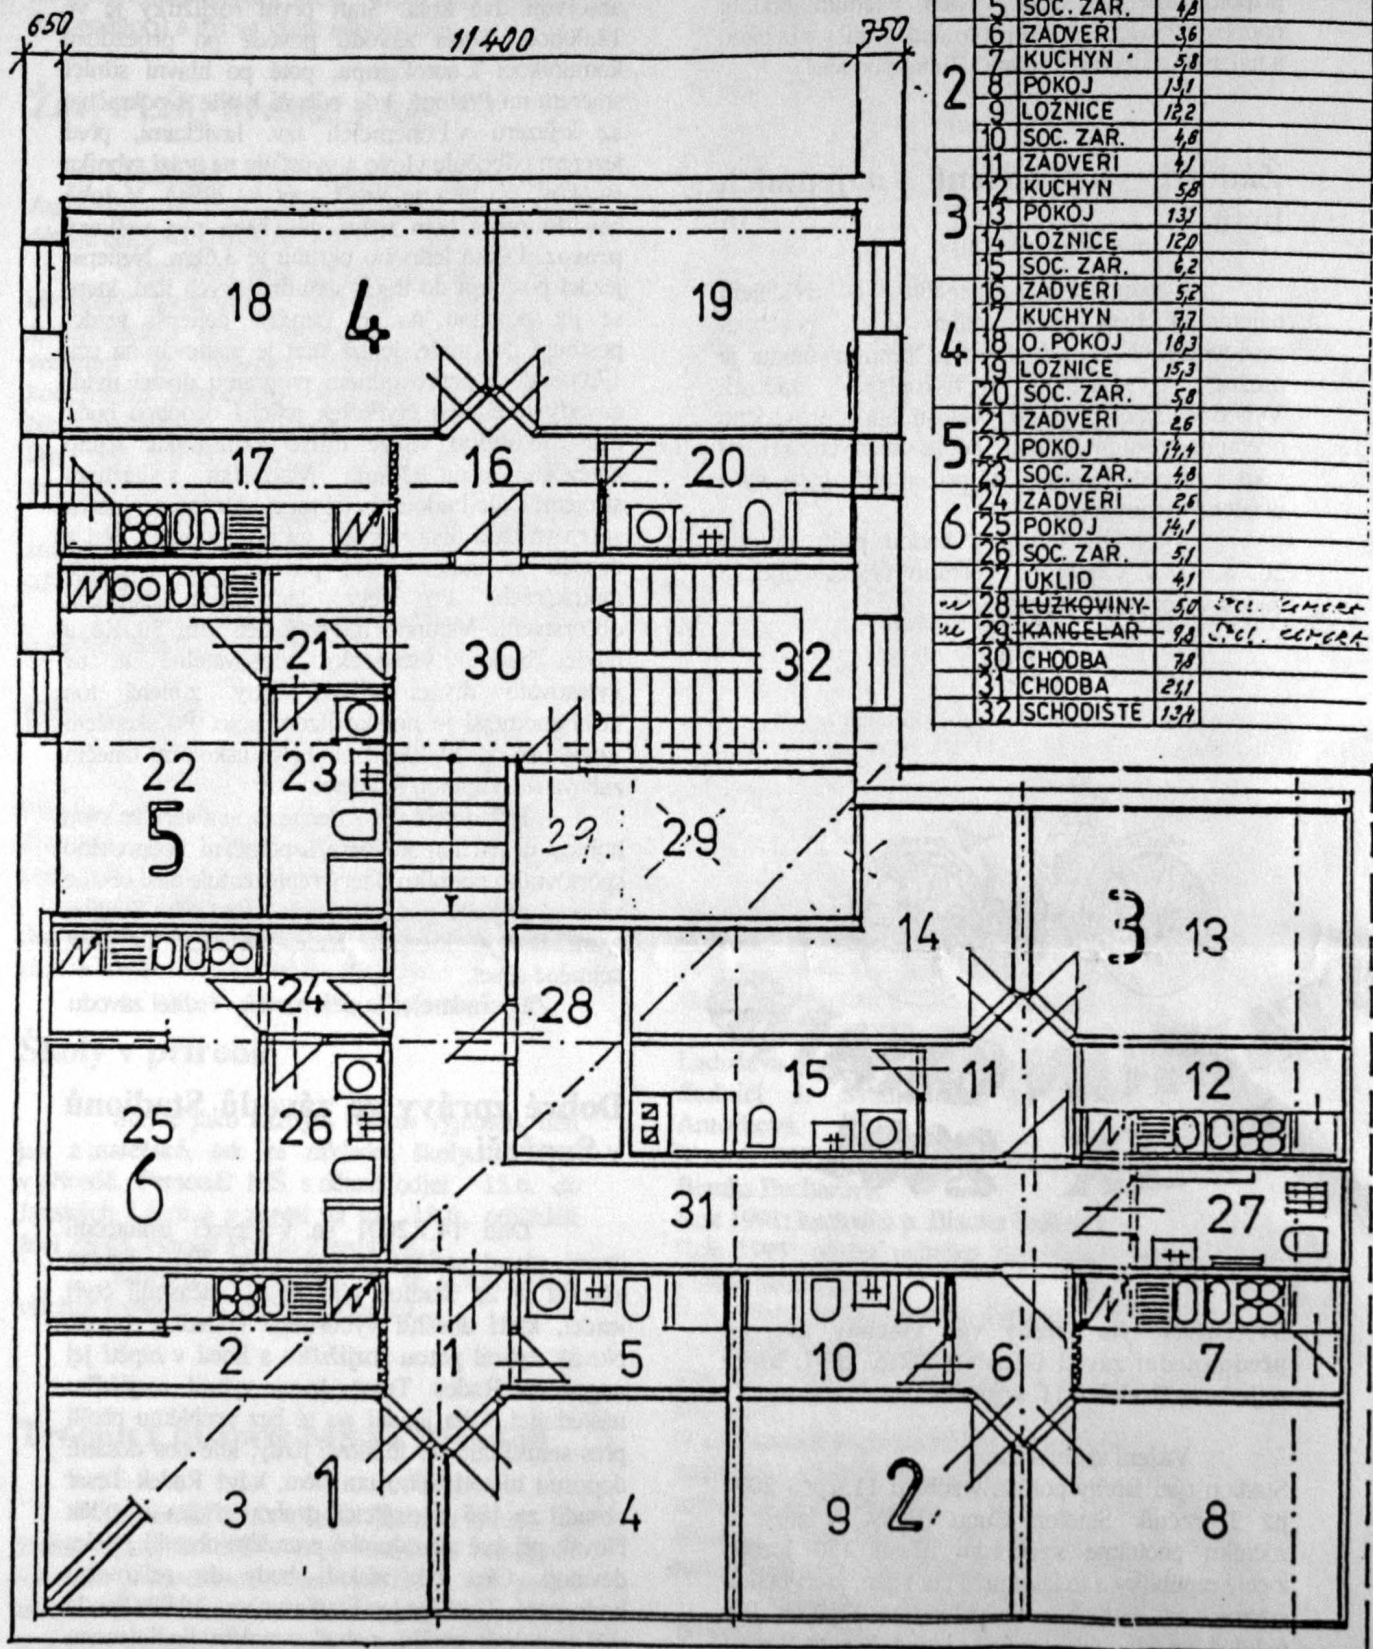 650 11400 750
5 SOC. ZAŘ. 4,8
6 ZÁDVEŘÍ 3,6
7 KUCHYŇ 5,8
2
8 POKOJ 13,1
9 LOŽNICE 12,2
10 SOC. ZAŘ. 4,8
11 ZÁDVEŘÍ 4,1
12 KUCHYŇ 5,8
3
13 POKOJ 13,1
14 LOŽNICE 12,0
15 SOC. ZAŘ. 6,2
16 ZÁDVEŘÍ 5,2
17 KUCHYŇ 7,7
4
18 O. POKOJ 18,3
19 LOŽNICE 15,3
20 SOC. ZAŘ. 5,8
21 ZÁDVEŘÍ 2,6
5
22 POKOJ 14,4
23 SOC. ZAŘ. 4,8
24 ZÁDVEŘÍ 2,6
6
25 POKOJ 14,1
26 SOC. ZAŘ. 5,1
27 ÚKLID 4,1
28 LŮŽKOVINY 5,0
29 KANCELÁŘ 9,8
30 CHODBA 7,8
31 CHODBA 21,1
32 SCHODIŠTĚ 13,4
18 4 19
17 16 20
21 30 32
22 23
5 29 29
14 3 13
24 28
15 11 12
25 26
6 31 27
2 1 5 10 6 7
3 1 4 9 2 8